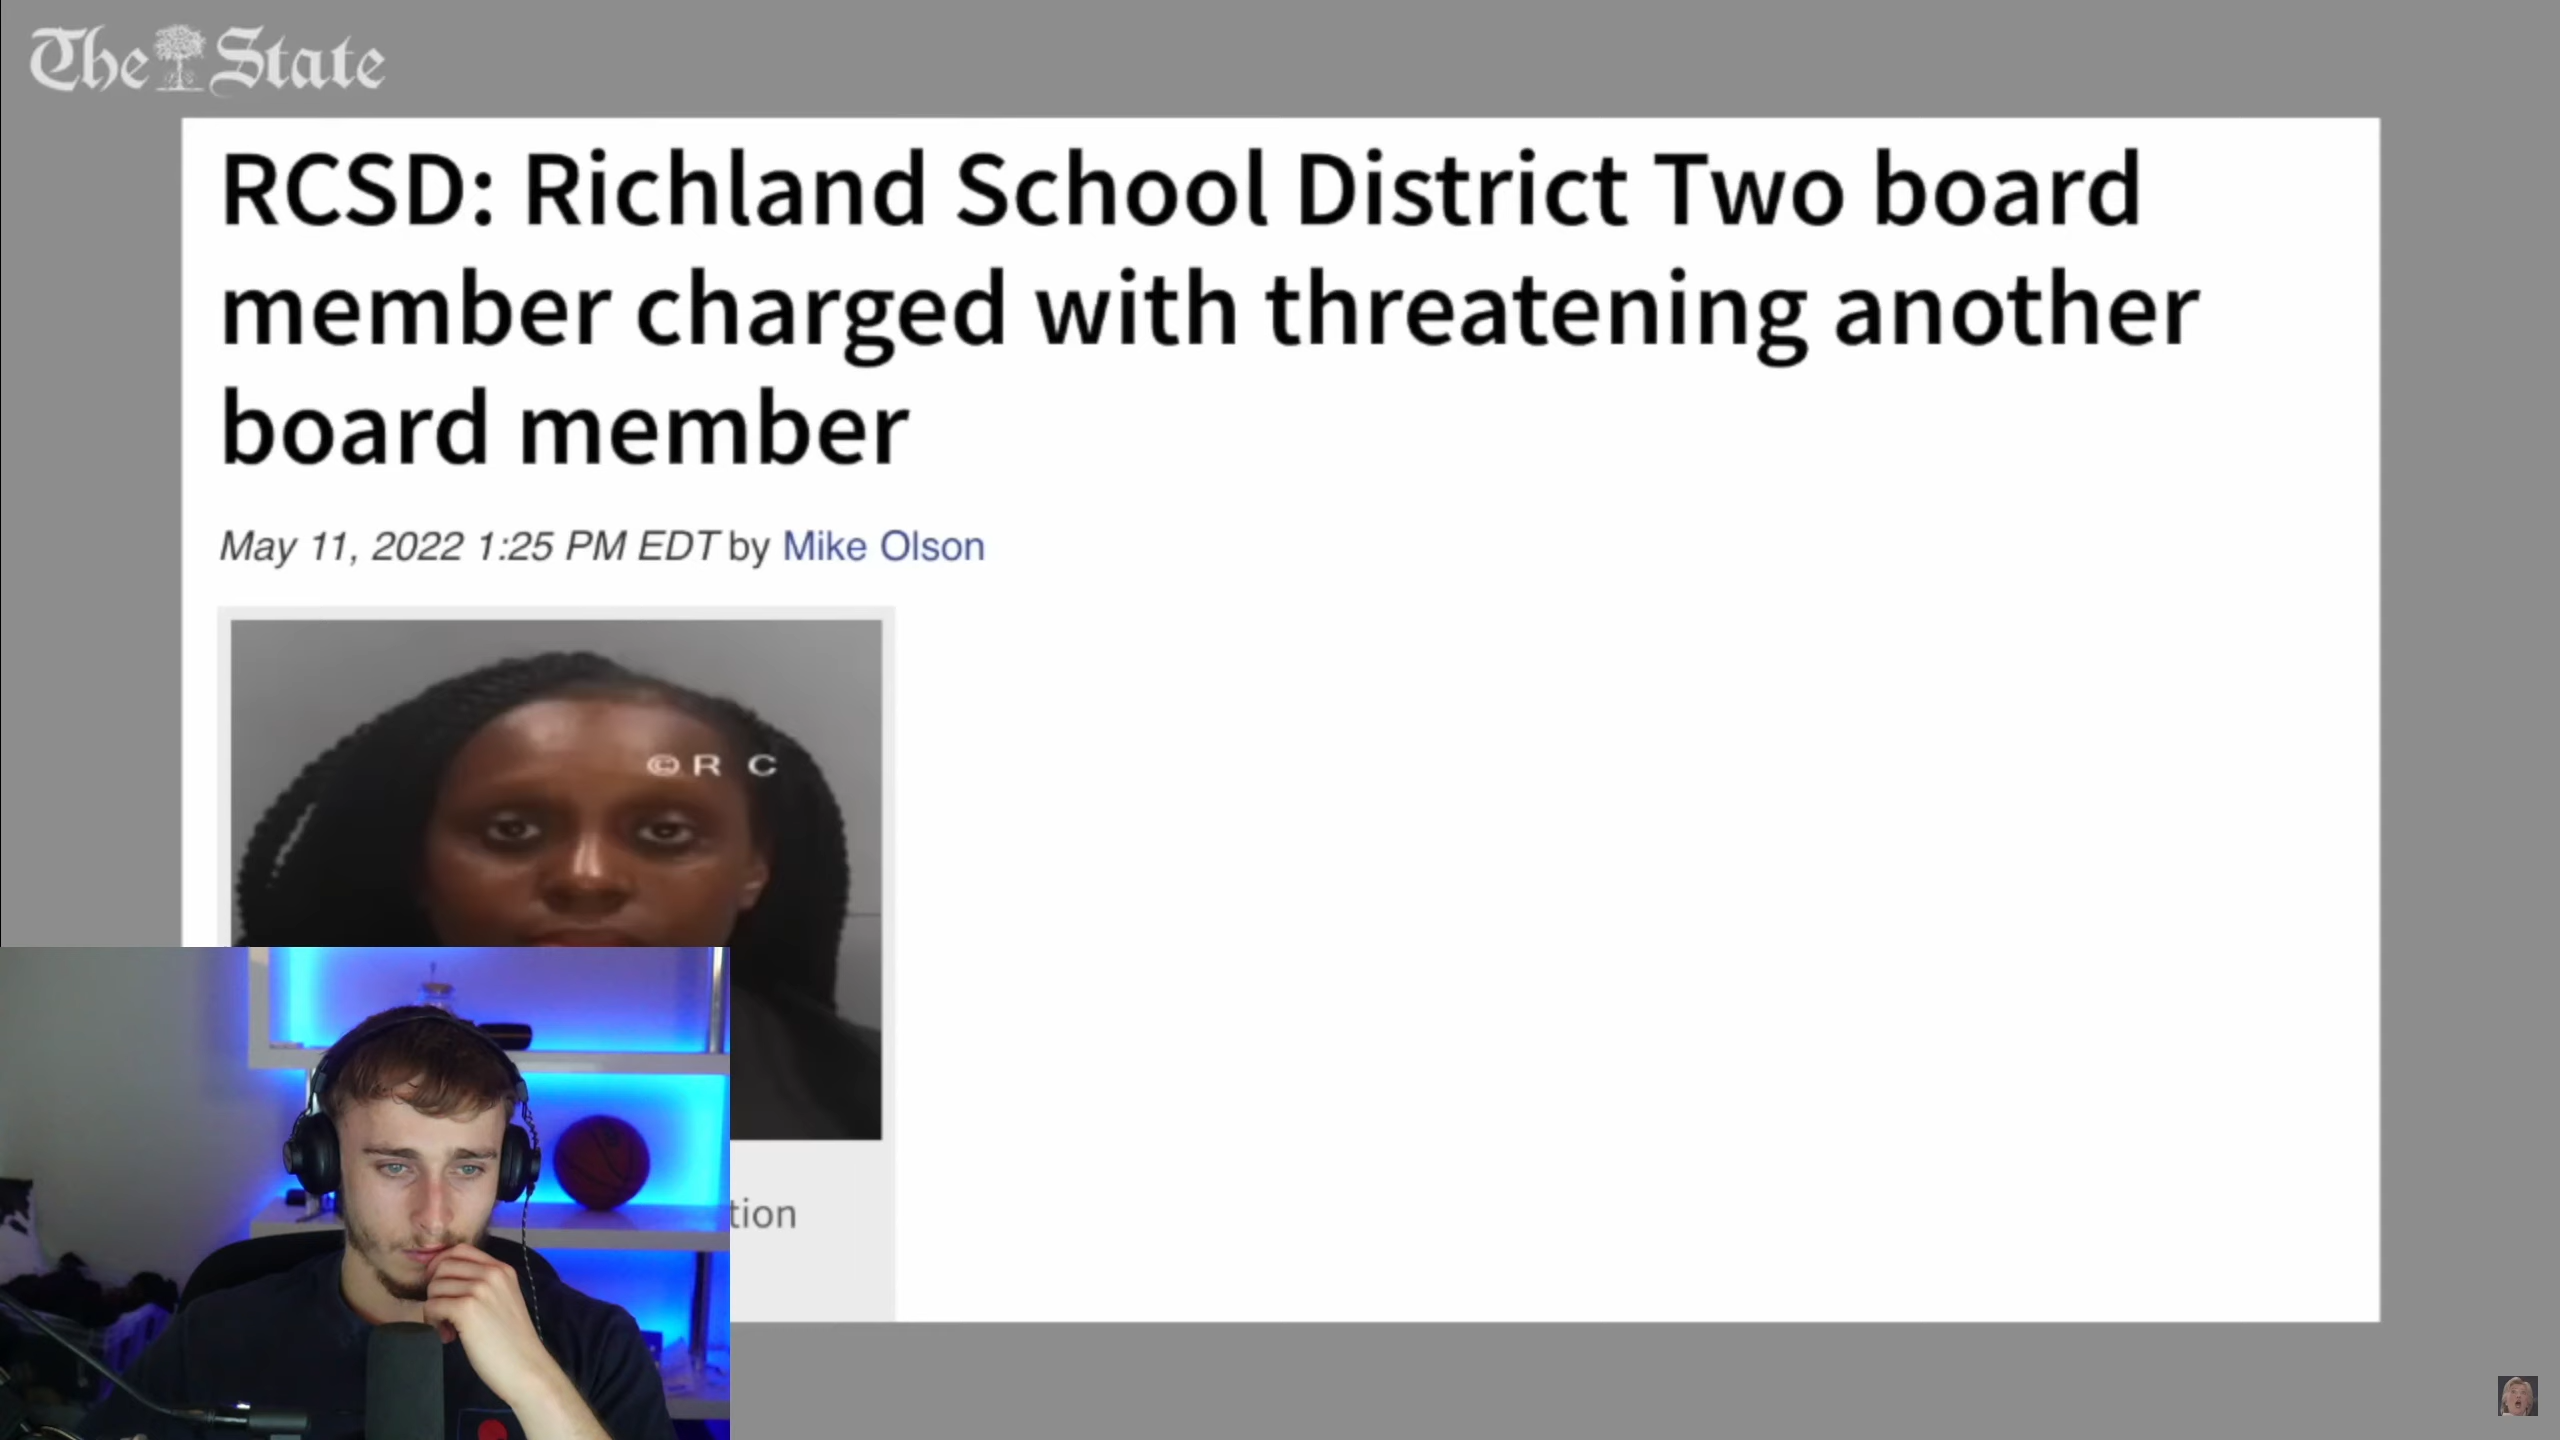 The State
RCSD: Richland School District Two board
member charged with threatening another
board member
May 11, 2022 1:25 PM EDT by Mike Olson
© R C